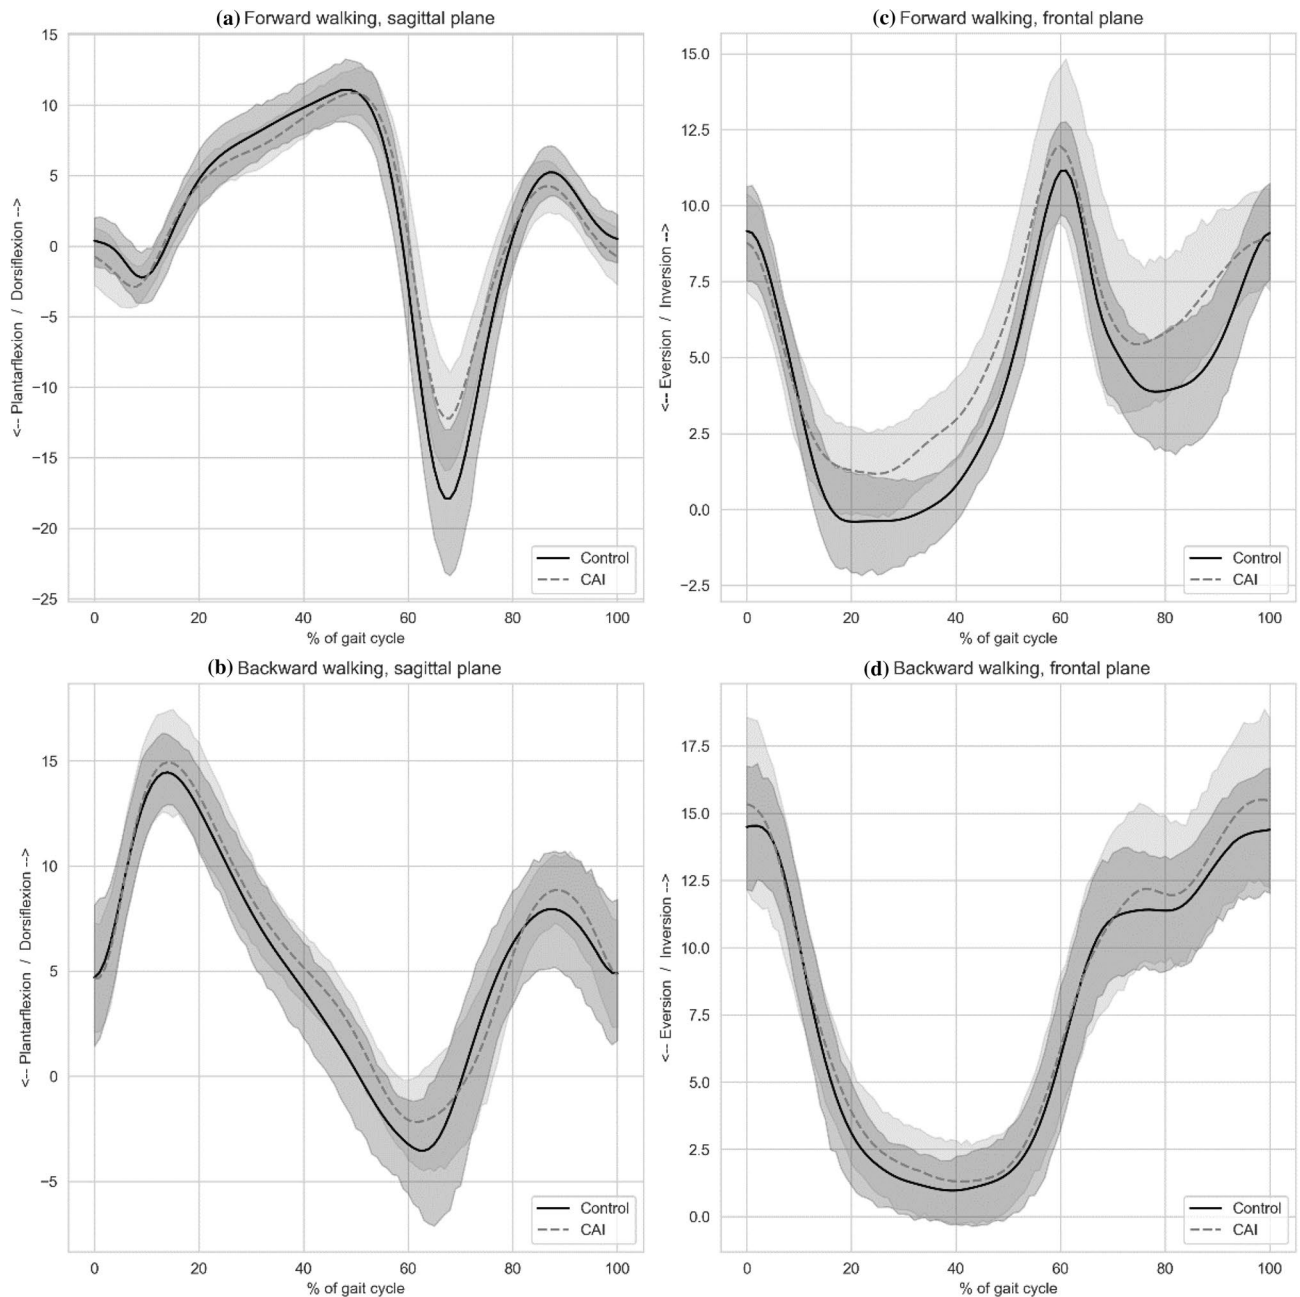 (a) Forward walking, sagittal plane
15
10
5
0
−5
−10
−15
−20
−25
<-- Plantarflexion / Dorsiflexion -->
Control
CAI
0 20 40 60 80 100
% of gait cycle
(c) Forward walking, frontal plane
15.0
12.5
10.0
7.5
5.0
2.5
0.0
−2.5
<-- Eversion / Inversion -->
Control
CAI
0 20 40 60 80 100
% of gait cycle
(b) Backward walking, sagittal plane
15
10
5
0
−5
<-- Plantarflexion / Dorsiflexion -->
Control
CAI
0 20 40 60 80 100
% of gait cycle
(d) Backward walking, frontal plane
17.5
15.0
12.5
10.0
7.5
5.0
2.5
0.0
<-- Eversion / Inversion -->
Control
CAI
0 20 40 60 80 100
% of gait cycle